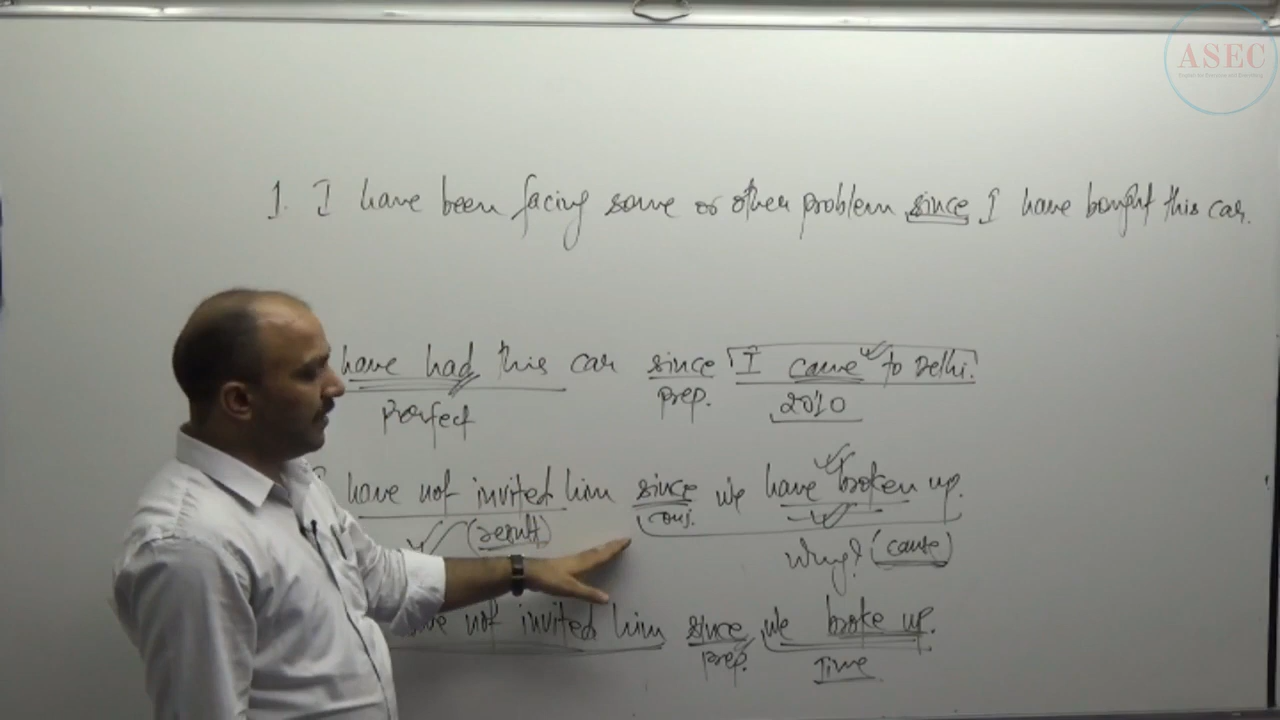 ASEC
1. I have been facing some or other problem since I have bought this car.
have had this car since I came to Delhi.
perfect prep. 2010
have not invited him since we have broken up.
(result) conj. Why? (cause)
not invited him since we broke up.
prep. Time